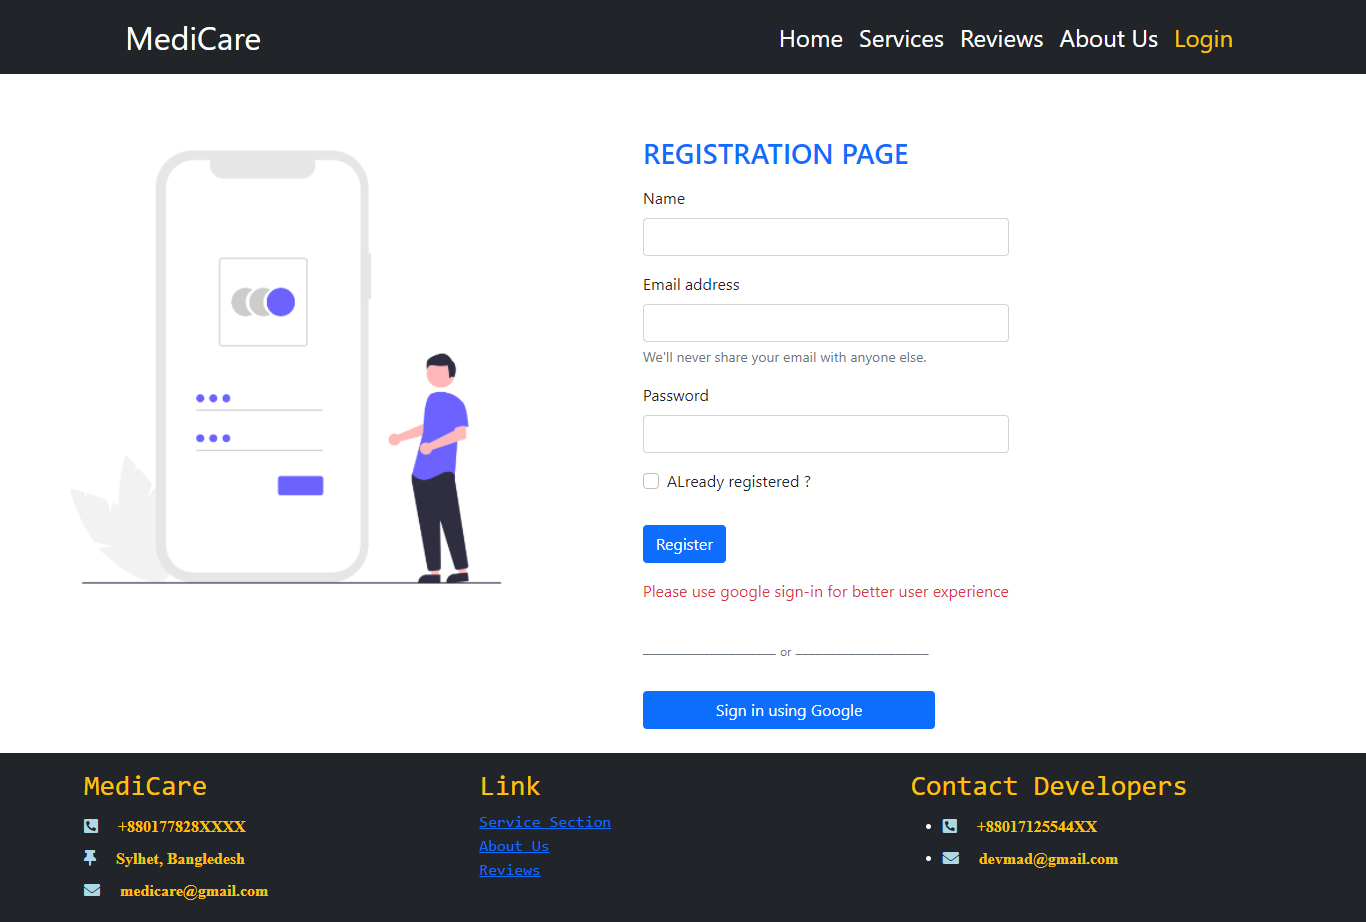 MediCare
Home Services Reviews About Us Login
REGISTRATION PAGE
Name
Email address
We'll never share your email with anyone else.
Password
ALready registered ?
Register
Please use google sign-in for better user experience
or
Sign in using Google
MediCare
+880177828XXXX
Sylhet, Bangledesh
medicare@gmail.com
Link
Service Section
About Us
Reviews
Contact Developers
+88017125544XX
devmad@gmail.com